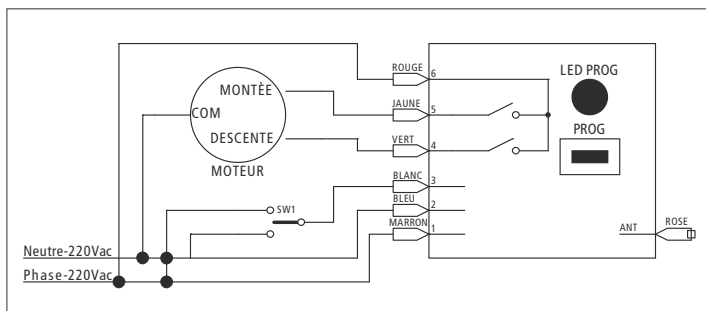 ROUGE
6
LED PROG
MONTÈE
JAUNE
5
COM
PROG
DESCENTE
VERT
4
MOTEUR
BLANC
3
SW1
BLEU
2
MARRON
1
ANT
ROSE
Neutre-220Vac
Phase-220Vac